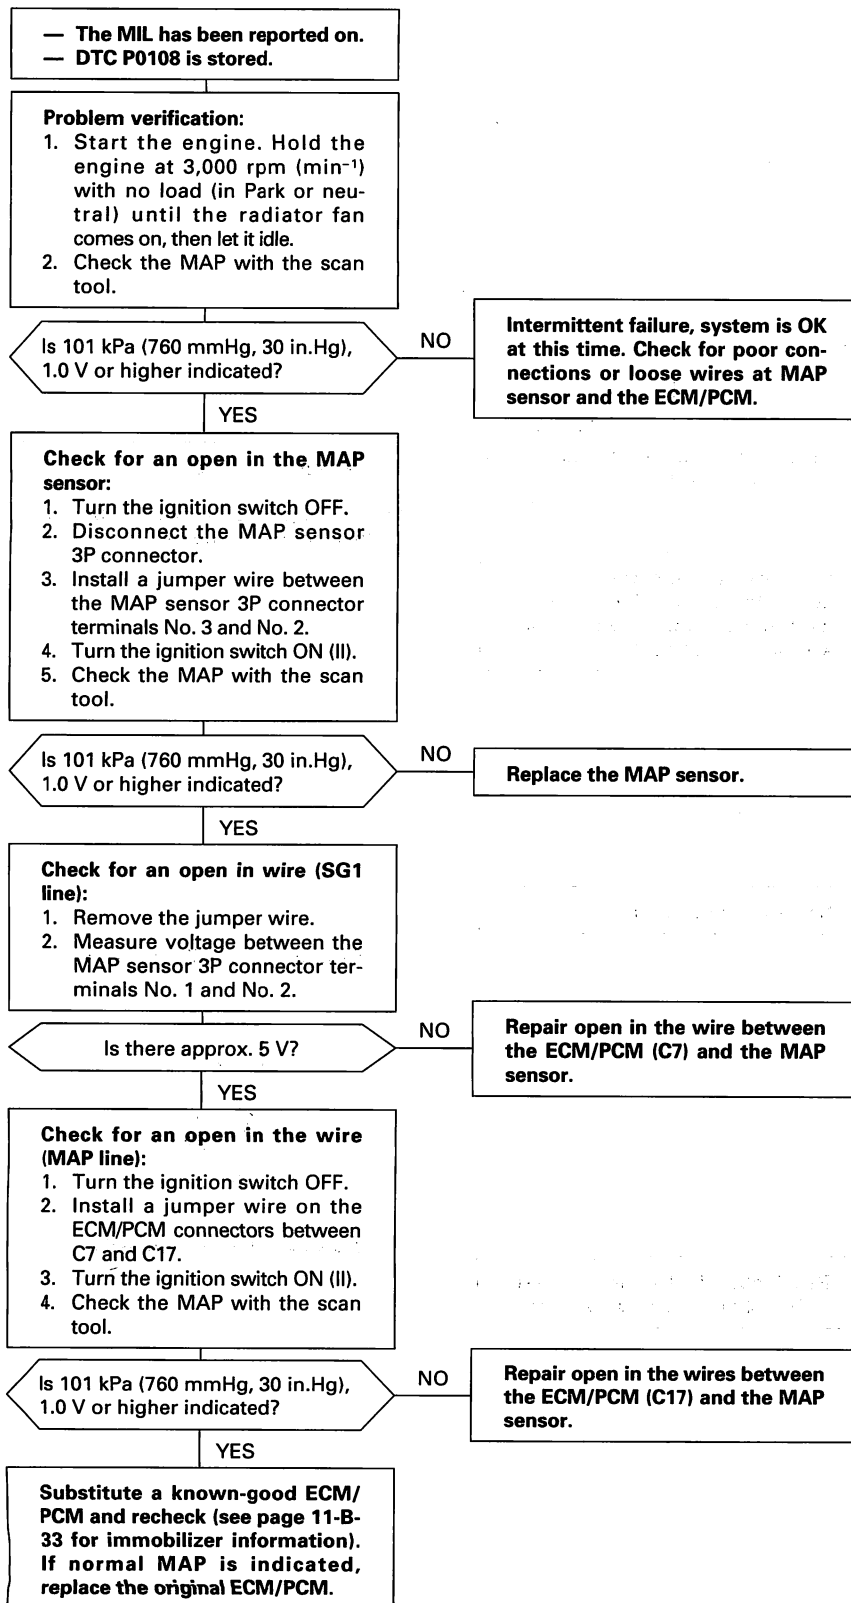 — The MIL has been reported on.
— DTC P0108 is stored.
Problem verification:
1. Start the engine. Hold the
engine at 3,000 rpm (min⁻¹)
with no load (in Park or neu-
tral) until the radiator fan
comes on, then let it idle.
2. Check the MAP with the scan
tool.
Is 101 kPa (760 mmHg, 30 in.Hg),
1.0 V or higher indicated?
NO
Intermittent failure, system is OK
at this time. Check for poor con-
nections or loose wires at MAP
sensor and the ECM/PCM.
YES
Check for an open in the MAP
sensor:
1. Turn the ignition switch OFF.
2. Disconnect the MAP sensor
3P connector.
3. Install a jumper wire between
the MAP sensor 3P connector
terminals No. 3 and No. 2.
4. Turn the ignition switch ON (II).
5. Check the MAP with the scan
tool.
Is 101 kPa (760 mmHg, 30 in.Hg),
1.0 V or higher indicated?
NO
Replace the MAP sensor.
YES
Check for an open in wire (SG1
line):
1. Remove the jumper wire.
2. Measure voltage between the
MAP sensor 3P connector ter-
minals No. 1 and No. 2.
Is there approx. 5 V?
NO
Repair open in the wire between
the ECM/PCM (C7) and the MAP
sensor.
YES
Check for an open in the wire
(MAP line):
1. Turn the ignition switch OFF.
2. Install a jumper wire on the
ECM/PCM connectors between
C7 and C17.
3. Turn the ignition switch ON (II).
4. Check the MAP with the scan
tool.
Is 101 kPa (760 mmHg, 30 in.Hg),
1.0 V or higher indicated?
NO
Repair open in the wires between
the ECM/PCM (C17) and the MAP
sensor.
YES
Substitute a known-good ECM/
PCM and recheck (see page 11-B-
33 for immobilizer information).
If normal MAP is indicated,
replace the original ECM/PCM.